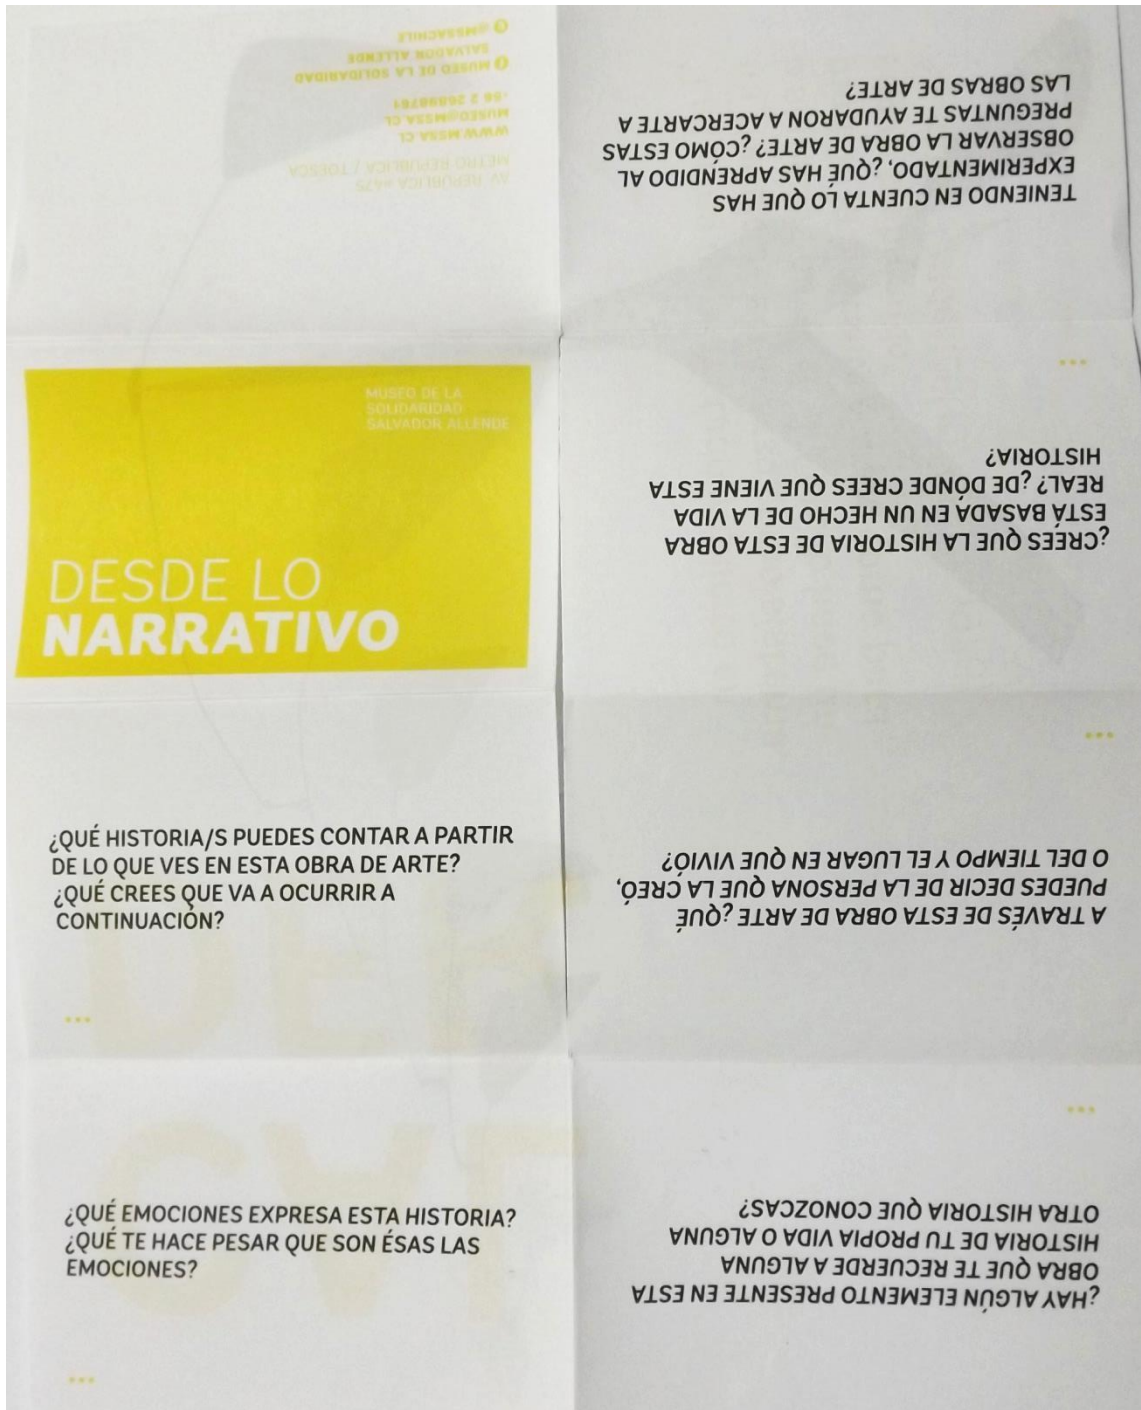 MUSEO DE LA
SOLIDARIDAD
SALVADOR ALLENDE
DESDE LO
NARRATIVO
¿QUÉ HISTORIA/S PUEDES CONTAR A PARTIR
DE LO QUE VES EN ESTA OBRA DE ARTE?
¿QUÉ CREES QUE VA A OCURRIR A
CONTINUACIÓN?
...
¿QUÉ EMOCIONES EXPRESA ESTA HISTORIA?
¿QUÉ TE HACE PESAR QUE SON ÉSAS LAS
EMOCIONES?
...
¿HAY ALGÚN ELEMENTO PRESENTE EN ESTA
OBRA QUE TE RECUERDE A ALGUNA
HISTORIA DE TU PROPIA VIDA O ALGUNA
OTRA HISTORIA QUE CONOZCAS?
...
A TRAVÉS DE ESTA OBRA DE ARTE ¿QUÉ
PUEDES DECIR DE LA PERSONA QUE LA CREÓ,
O DEL TIEMPO Y EL LUGAR EN QUE VIVIÓ?
...
¿CREES QUE LA HISTORIA DE ESTA OBRA
ESTÁ BASADA EN UN HECHO DE LA VIDA
REAL? ¿DE DÓNDE CREES QUE VIENE ESTA
HISTORIA?
...
TENIENDO EN CUENTA LO QUE HAS
EXPERIMENTADO, ¿QUÉ HAS APRENDIDO AL
OBSERVAR LA OBRA DE ARTE? ¿CÓMO ESTAS
PREGUNTAS TE AYUDARON A ACERCARTE A
LAS OBRAS DE ARTE?
AV. REPÚBLICA #475
METRO REPÚBLICA / TOESCA
WWW.MSSA.CL
MUSEO@MSSA.CL
+56 2 26898761
MUSEO DE LA SOLIDARIDAD
SALVADOR ALLENDE
@MSSACHILE